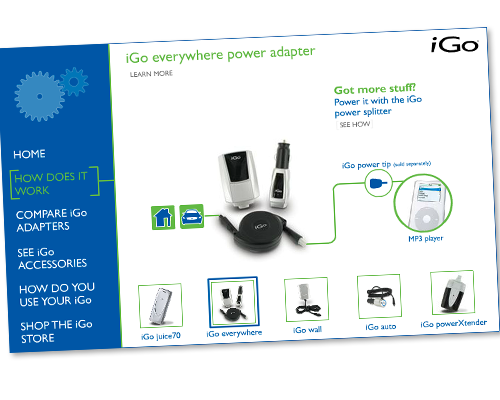 iGo everywhere power adapter
LEARN MORE
iGo
Got more stuff?
Power it with the iGo
power splitter
SEE HOW
HOME
HOW DOES IT
WORK
COMPARE iGo
ADAPTERS
SEE iGo
ACCESSORIES
HOW DO YOU
USE YOUR iGo
SHOP THE iGo
STORE
iGo
iGo power tip (sold separately)
iGo
MP3 player
iGo juice70
iGo everywhere
iGo wall
iGo auto
iGo powerXtender